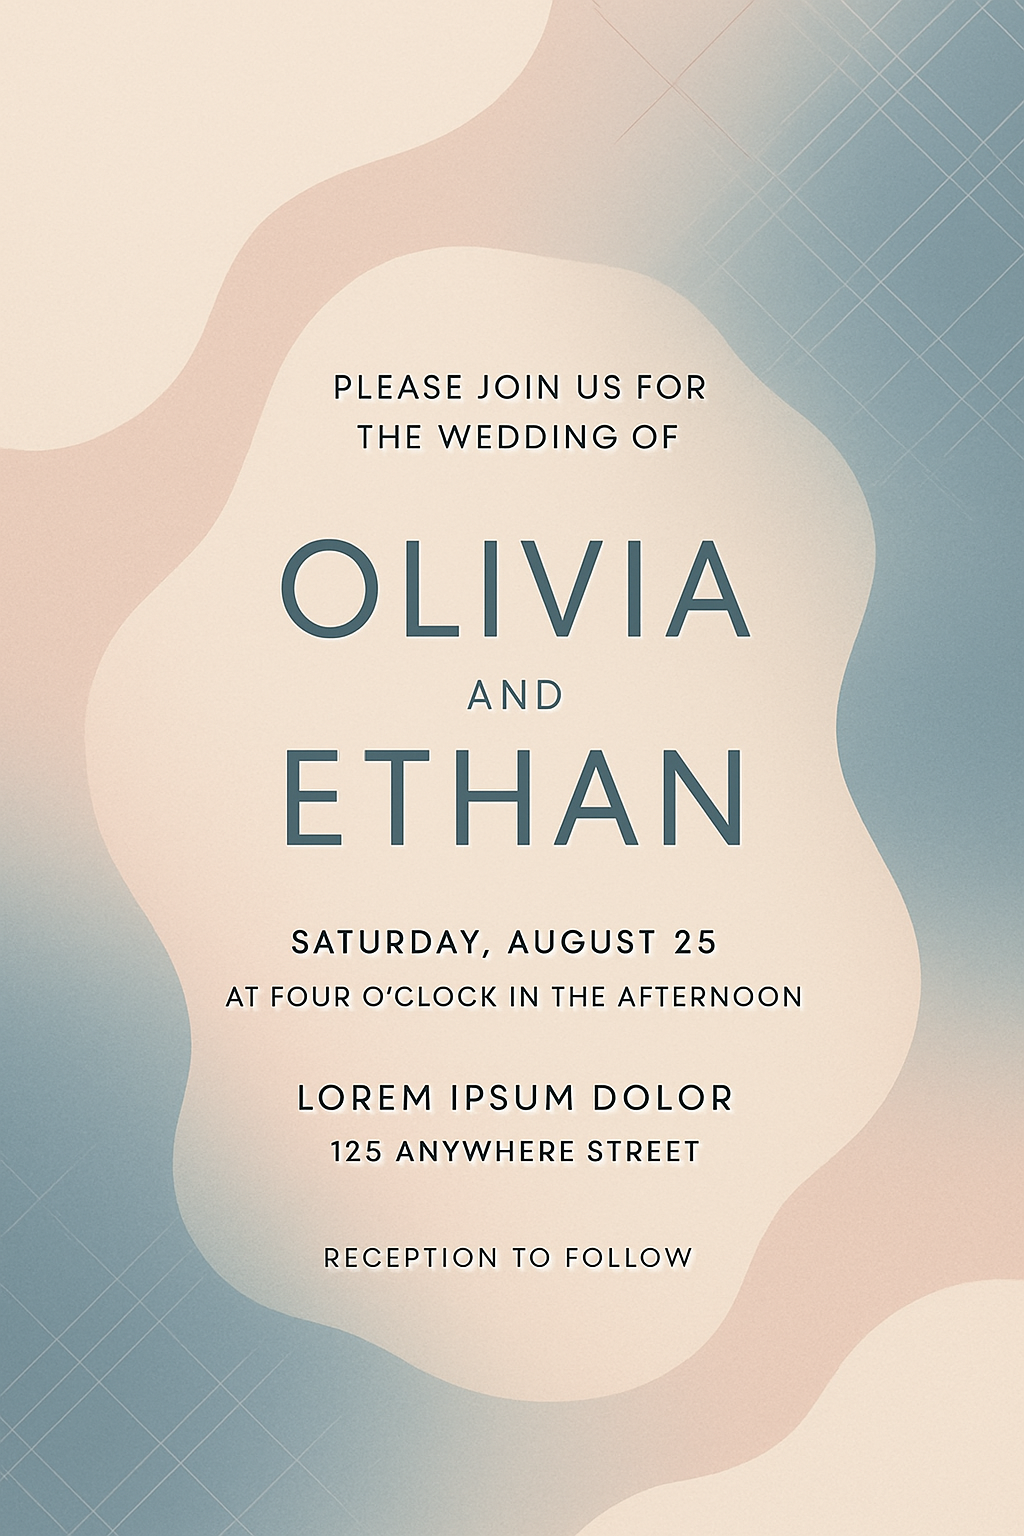 PLEASE JOIN US FOR
THE WEDDING OF
OLIVIA
AND
ETHAN
SATURDAY, AUGUST 25
AT FOUR O’CLOCK IN THE AFTERNOON
LOREM IPSUM DOLOR
125 ANYWHERE STREET
RECEPTION TO FOLLOW